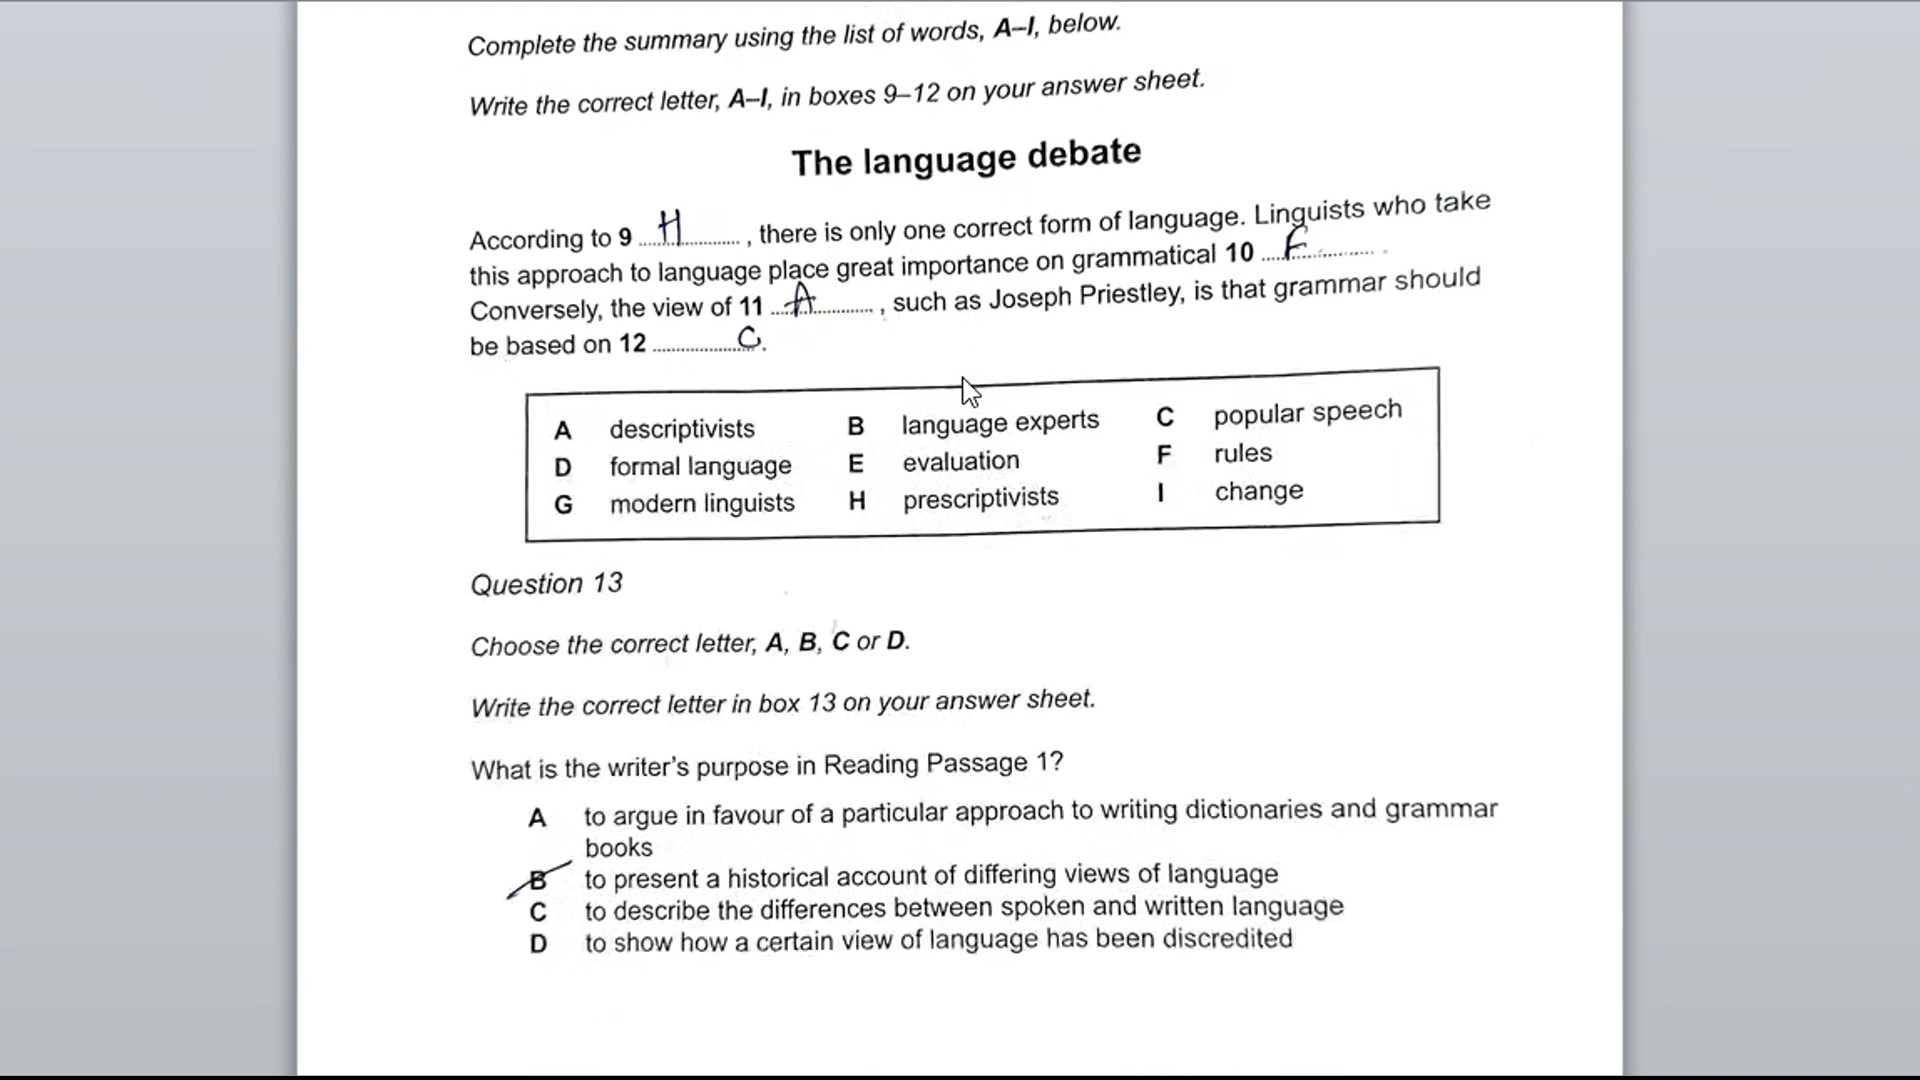 Complete the summary using the list of words, A–I, below.
Write the correct letter, A–I, in boxes 9–12 on your answer sheet.
The language debate
According to 9 H, there is only one correct form of language. Linguists who take
this approach to language place great importance on grammatical 10 F.
Conversely, the view of 11 A, such as Joseph Priestley, is that grammar should
be based on 12 C.
A descriptivists B language experts C popular speech
D formal language E evaluation F rules
G modern linguists H prescriptivists I change
Question 13
Choose the correct letter, A, B, C or D.
Write the correct letter in box 13 on your answer sheet.
What is the writer's purpose in Reading Passage 1?
A to argue in favour of a particular approach to writing dictionaries and grammar
books
B to present a historical account of differing views of language
C to describe the differences between spoken and written language
D to show how a certain view of language has been discredited